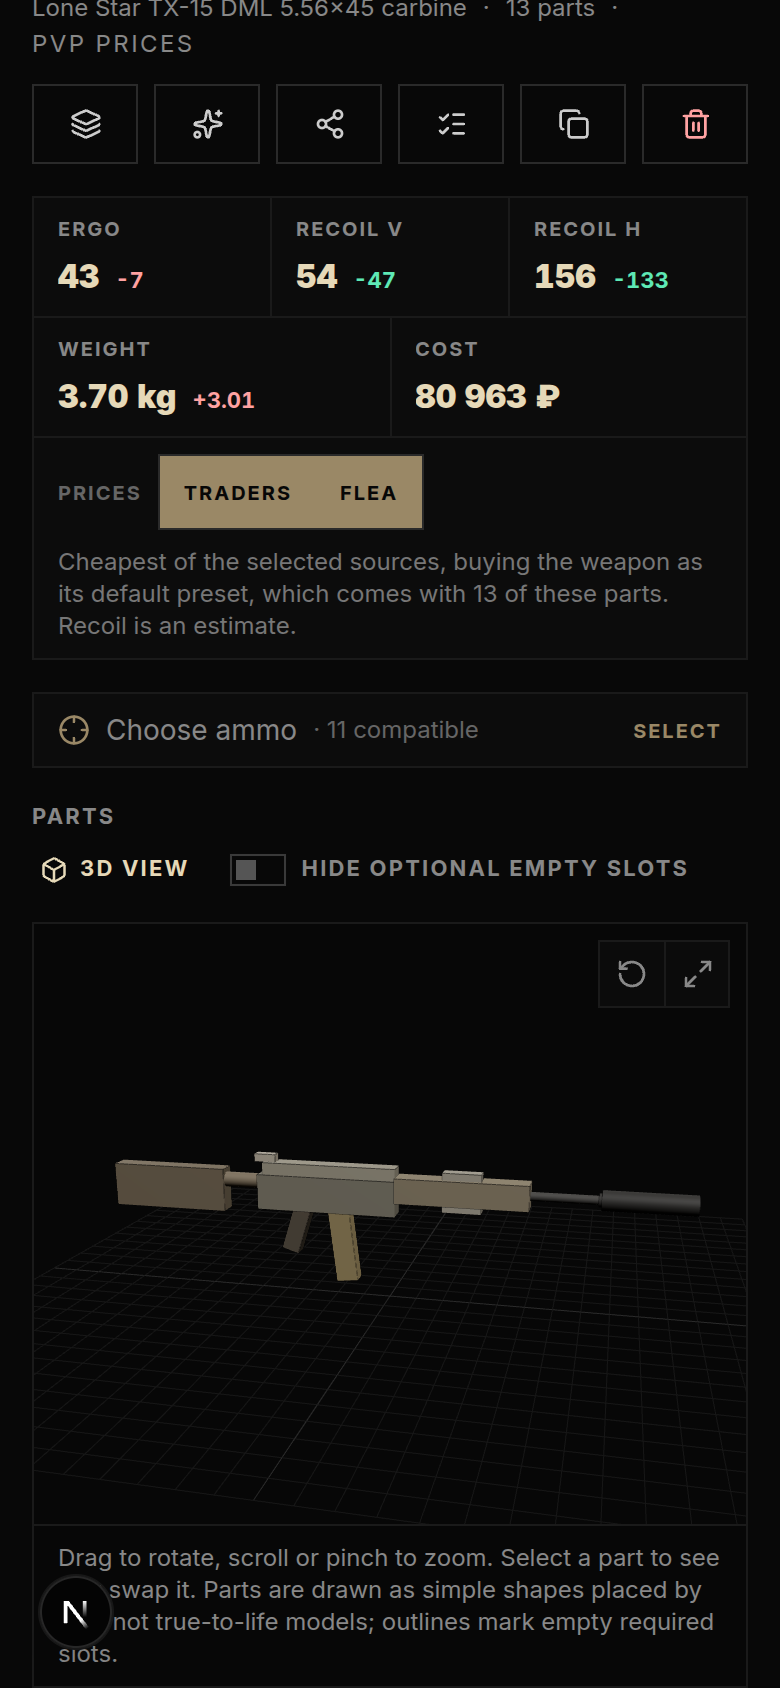 Lone Star TX-15 DML 5.56×45 carbine · 13 parts ·
PVP PRICES
ERGO
43 -7
RECOIL V
54 -47
RECOIL H
156 -133
WEIGHT
3.70 kg +3.01
COST
80 963 ₽
PRICES TRADERS FLEA
Cheapest of the selected sources, buying the weapon as
its default preset, which comes with 13 of these parts.
Recoil is an estimate.
Choose ammo · 11 compatible SELECT
PARTS
3D VIEW HIDE OPTIONAL EMPTY SLOTS
Drag to rotate, scroll or pinch to zoom. Select a part to see
swap it. Parts are drawn as simple shapes placed by
not true-to-life models; outlines mark empty required
slots.
N